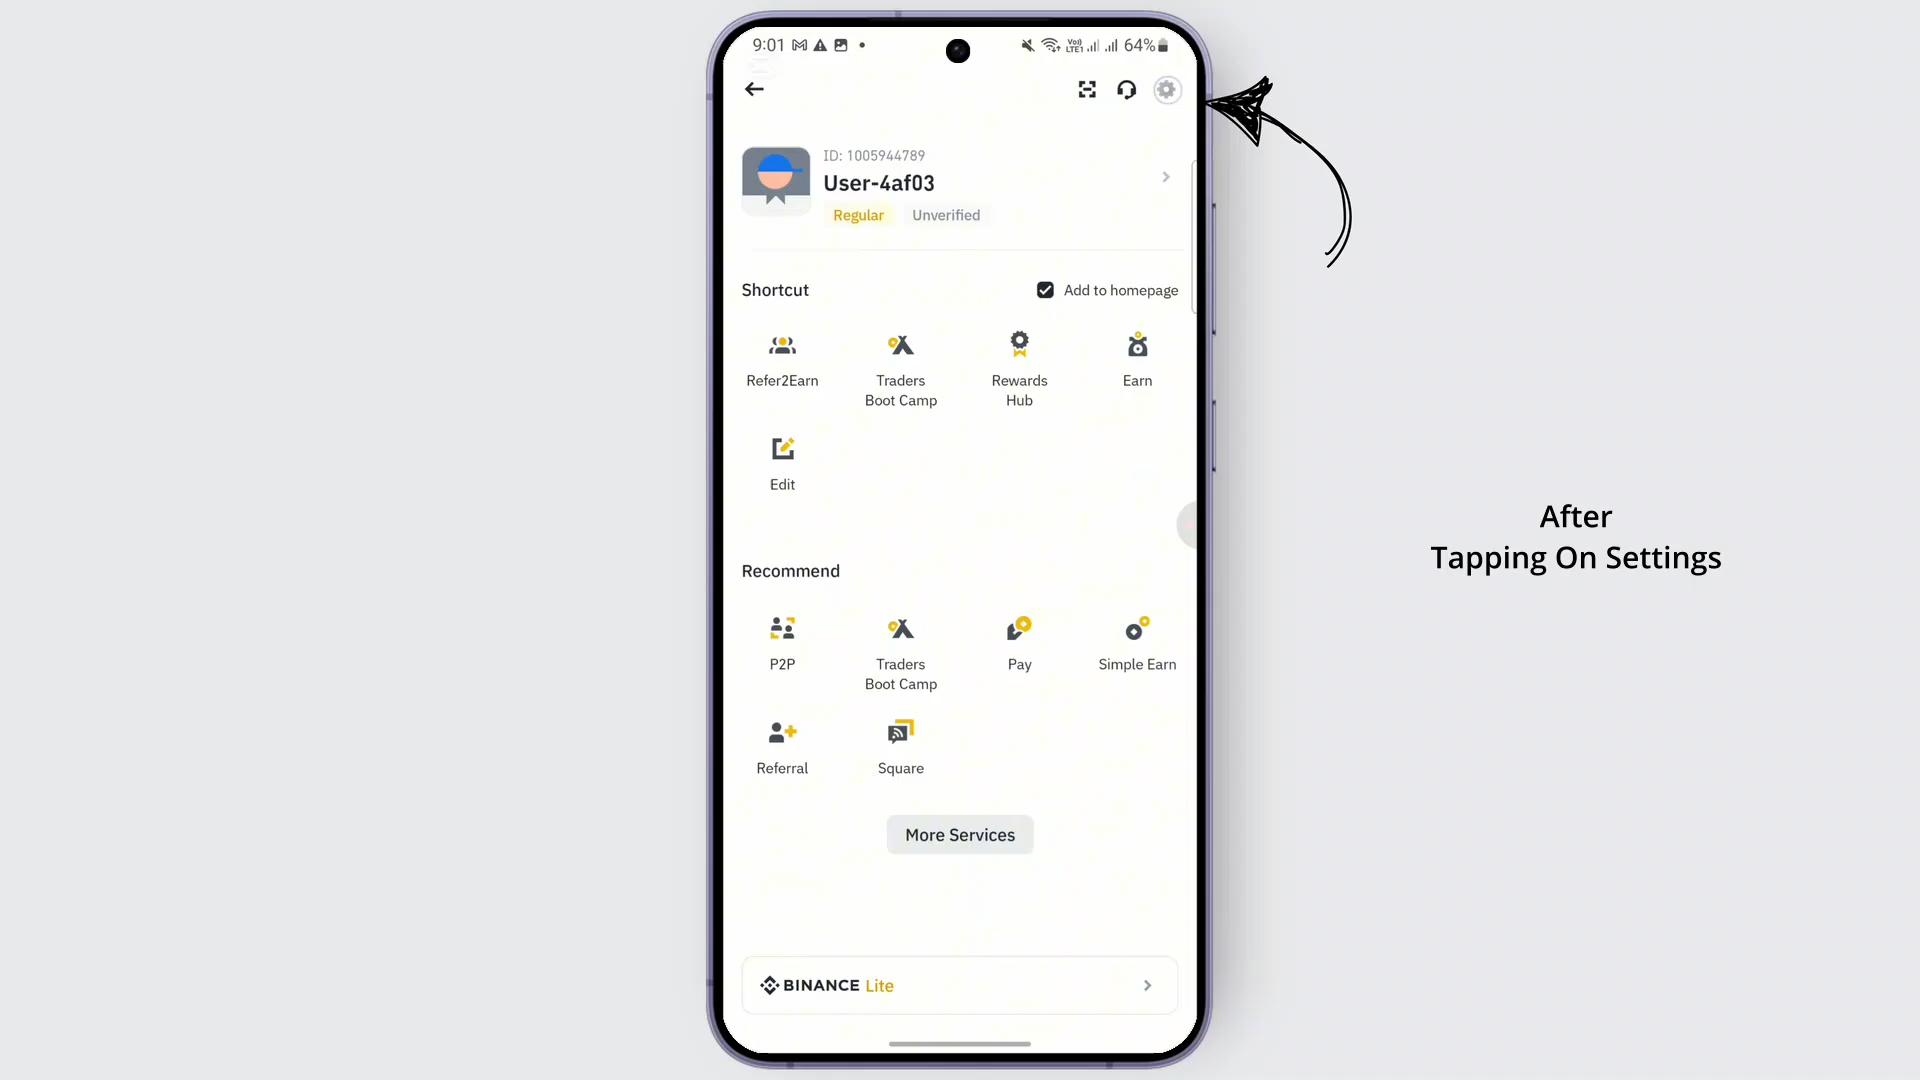 9:01
Vo)) LTE1
64%
ID: 1005944789
User-4af03
Regular
Unverified
Shortcut
Add to homepage
Refer2Earn
Traders
Boot Camp
Rewards
Hub
Earn
Edit
After
Tapping On Settings
Recommend
P2P
Traders
Boot Camp
Pay
Simple Earn
Referral
Square
More Services
BINANCE Lite